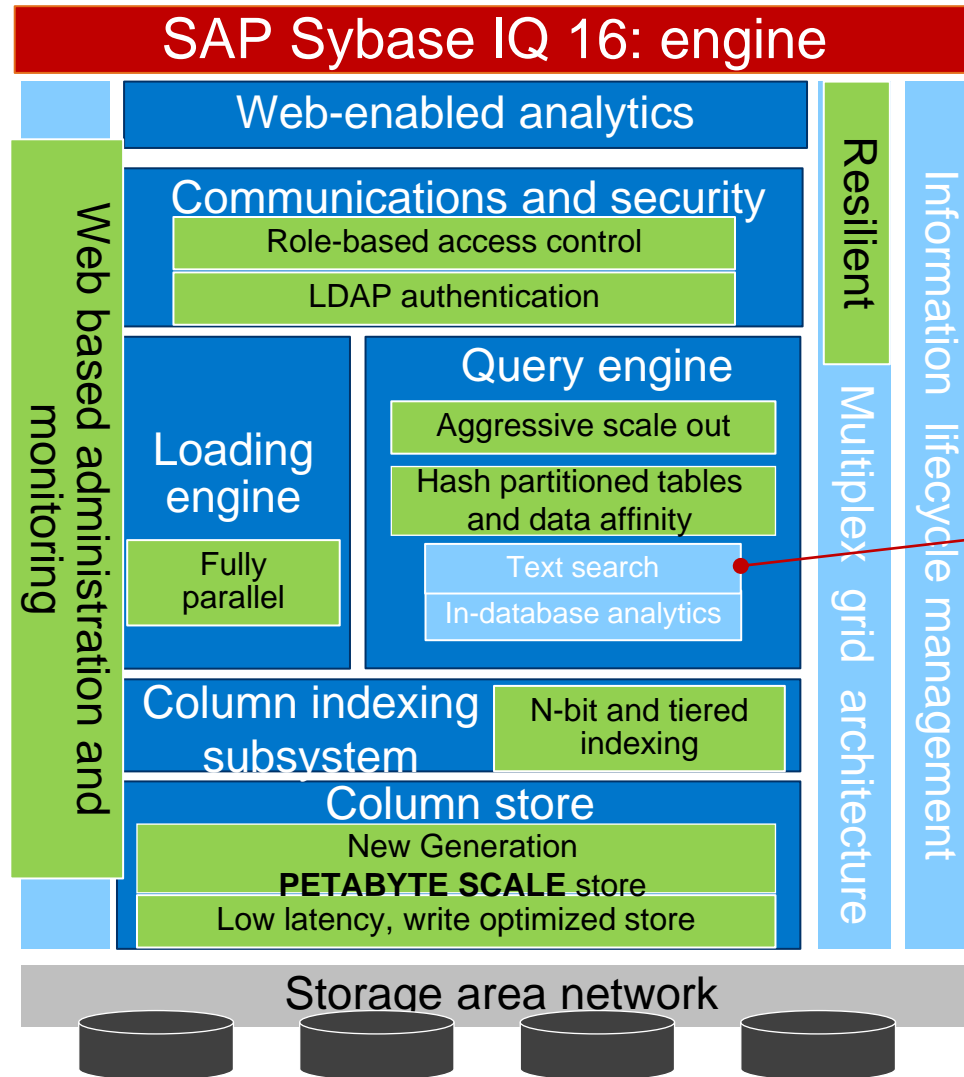 SAP Sybase IQ 16: engine
Web-enabled analytics
Communications and security
Role-based access control
LDAP authentication
Web based administration and
monitoring
Loading
engine
Fully
parallel
Query engine
Aggressive scale out
Hash partitioned tables
and data affinity
Text search
In-database analytics
Column indexing
subsystem
N-bit and tiered
indexing
Column store
New Generation
PETABYTE SCALE store
Low latency, write optimized store
Resilient
Multiplex grid architecture
Information lifecycle management
Storage area network